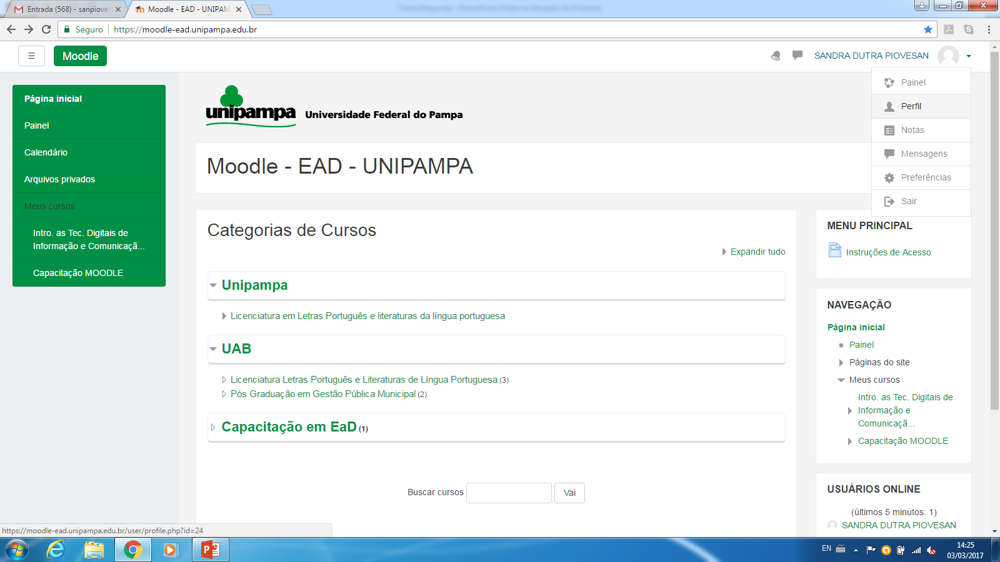 Entrada (568) - sanpiove
Moodle - EAD - UNIPAM
Seguro
https://moodle-ead.unipampa.edu.br
Moodle
SANDRA DUTRA PIOVESAN
Painel
Perfil
Notas
Mensagens
Preferências
Sair
Página inicial
Painel
Calendário
Arquivos privados
Meus cursos
Intro. as Tec. Digitais de
Informação e Comunicaçã...
Capacitação MOODLE
unipampa
Universidade Federal do Pampa
Moodle - EAD - UNIPAMPA
Categorias de Cursos
Expandir tudo
Unipampa
Licenciatura em Letras Português e literaturas da língua portuguesa
UAB
Licenciatura Letras Português e Literaturas de Língua Portuguesa (3)
Pós Graduação em Gestão Pública Municipal (2)
Capacitação em EaD (1)
Buscar cursos
Vai
MENU PRINCIPAL
Instruções de Acesso
NAVEGAÇÃO
Página inicial
Painel
Páginas do site
Meus cursos
Intro. as Tec. Digitais de
Informação e
Comunicaçã...
Capacitação MOODLE
USUÁRIOS ONLINE
(últimos 5 minutos: 1)
SANDRA DUTRA PIOVESAN
https://moodle-ead.unipampa.edu.br/user/profile.php?id=24
EN
14:25
03/03/2017